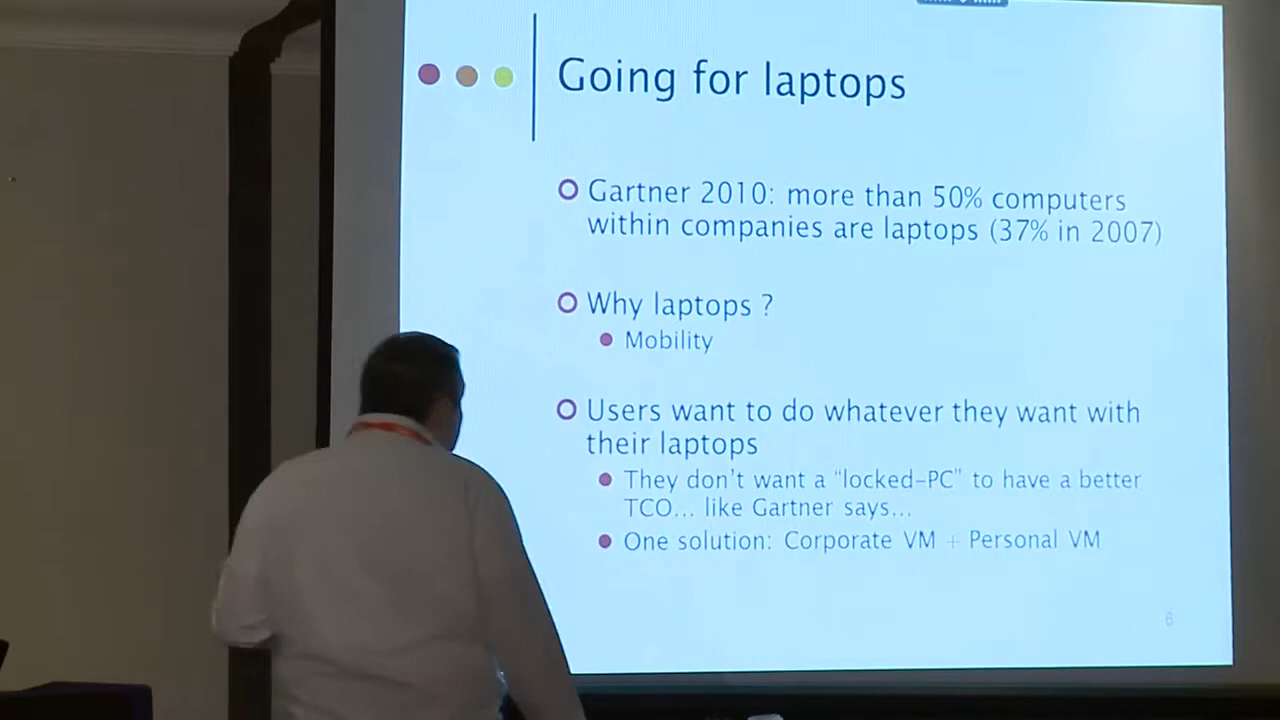 Going for laptops
Gartner 2010: more than 50% computers
within companies are laptops (37% in 2007)
Why laptops ?
Mobility
Users want to do whatever they want with
their laptops
They don't want a "locked-PC" to have a better
TCO... like Gartner says...
One solution: Corporate VM + Personal VM
6